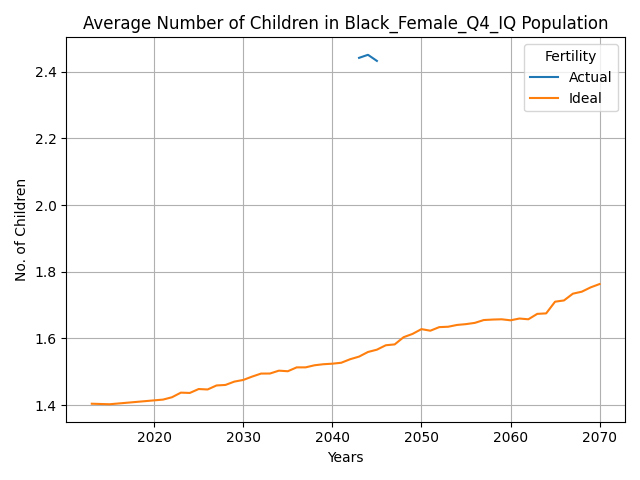 Average Number of Children in Black_Female_Q4_IQ Population
Fertility
Actual
Ideal
2.4
2.2
2.0
1.8
1.6
1.4
No. of Children
2020
2030
2040
2050
2060
2070
Years